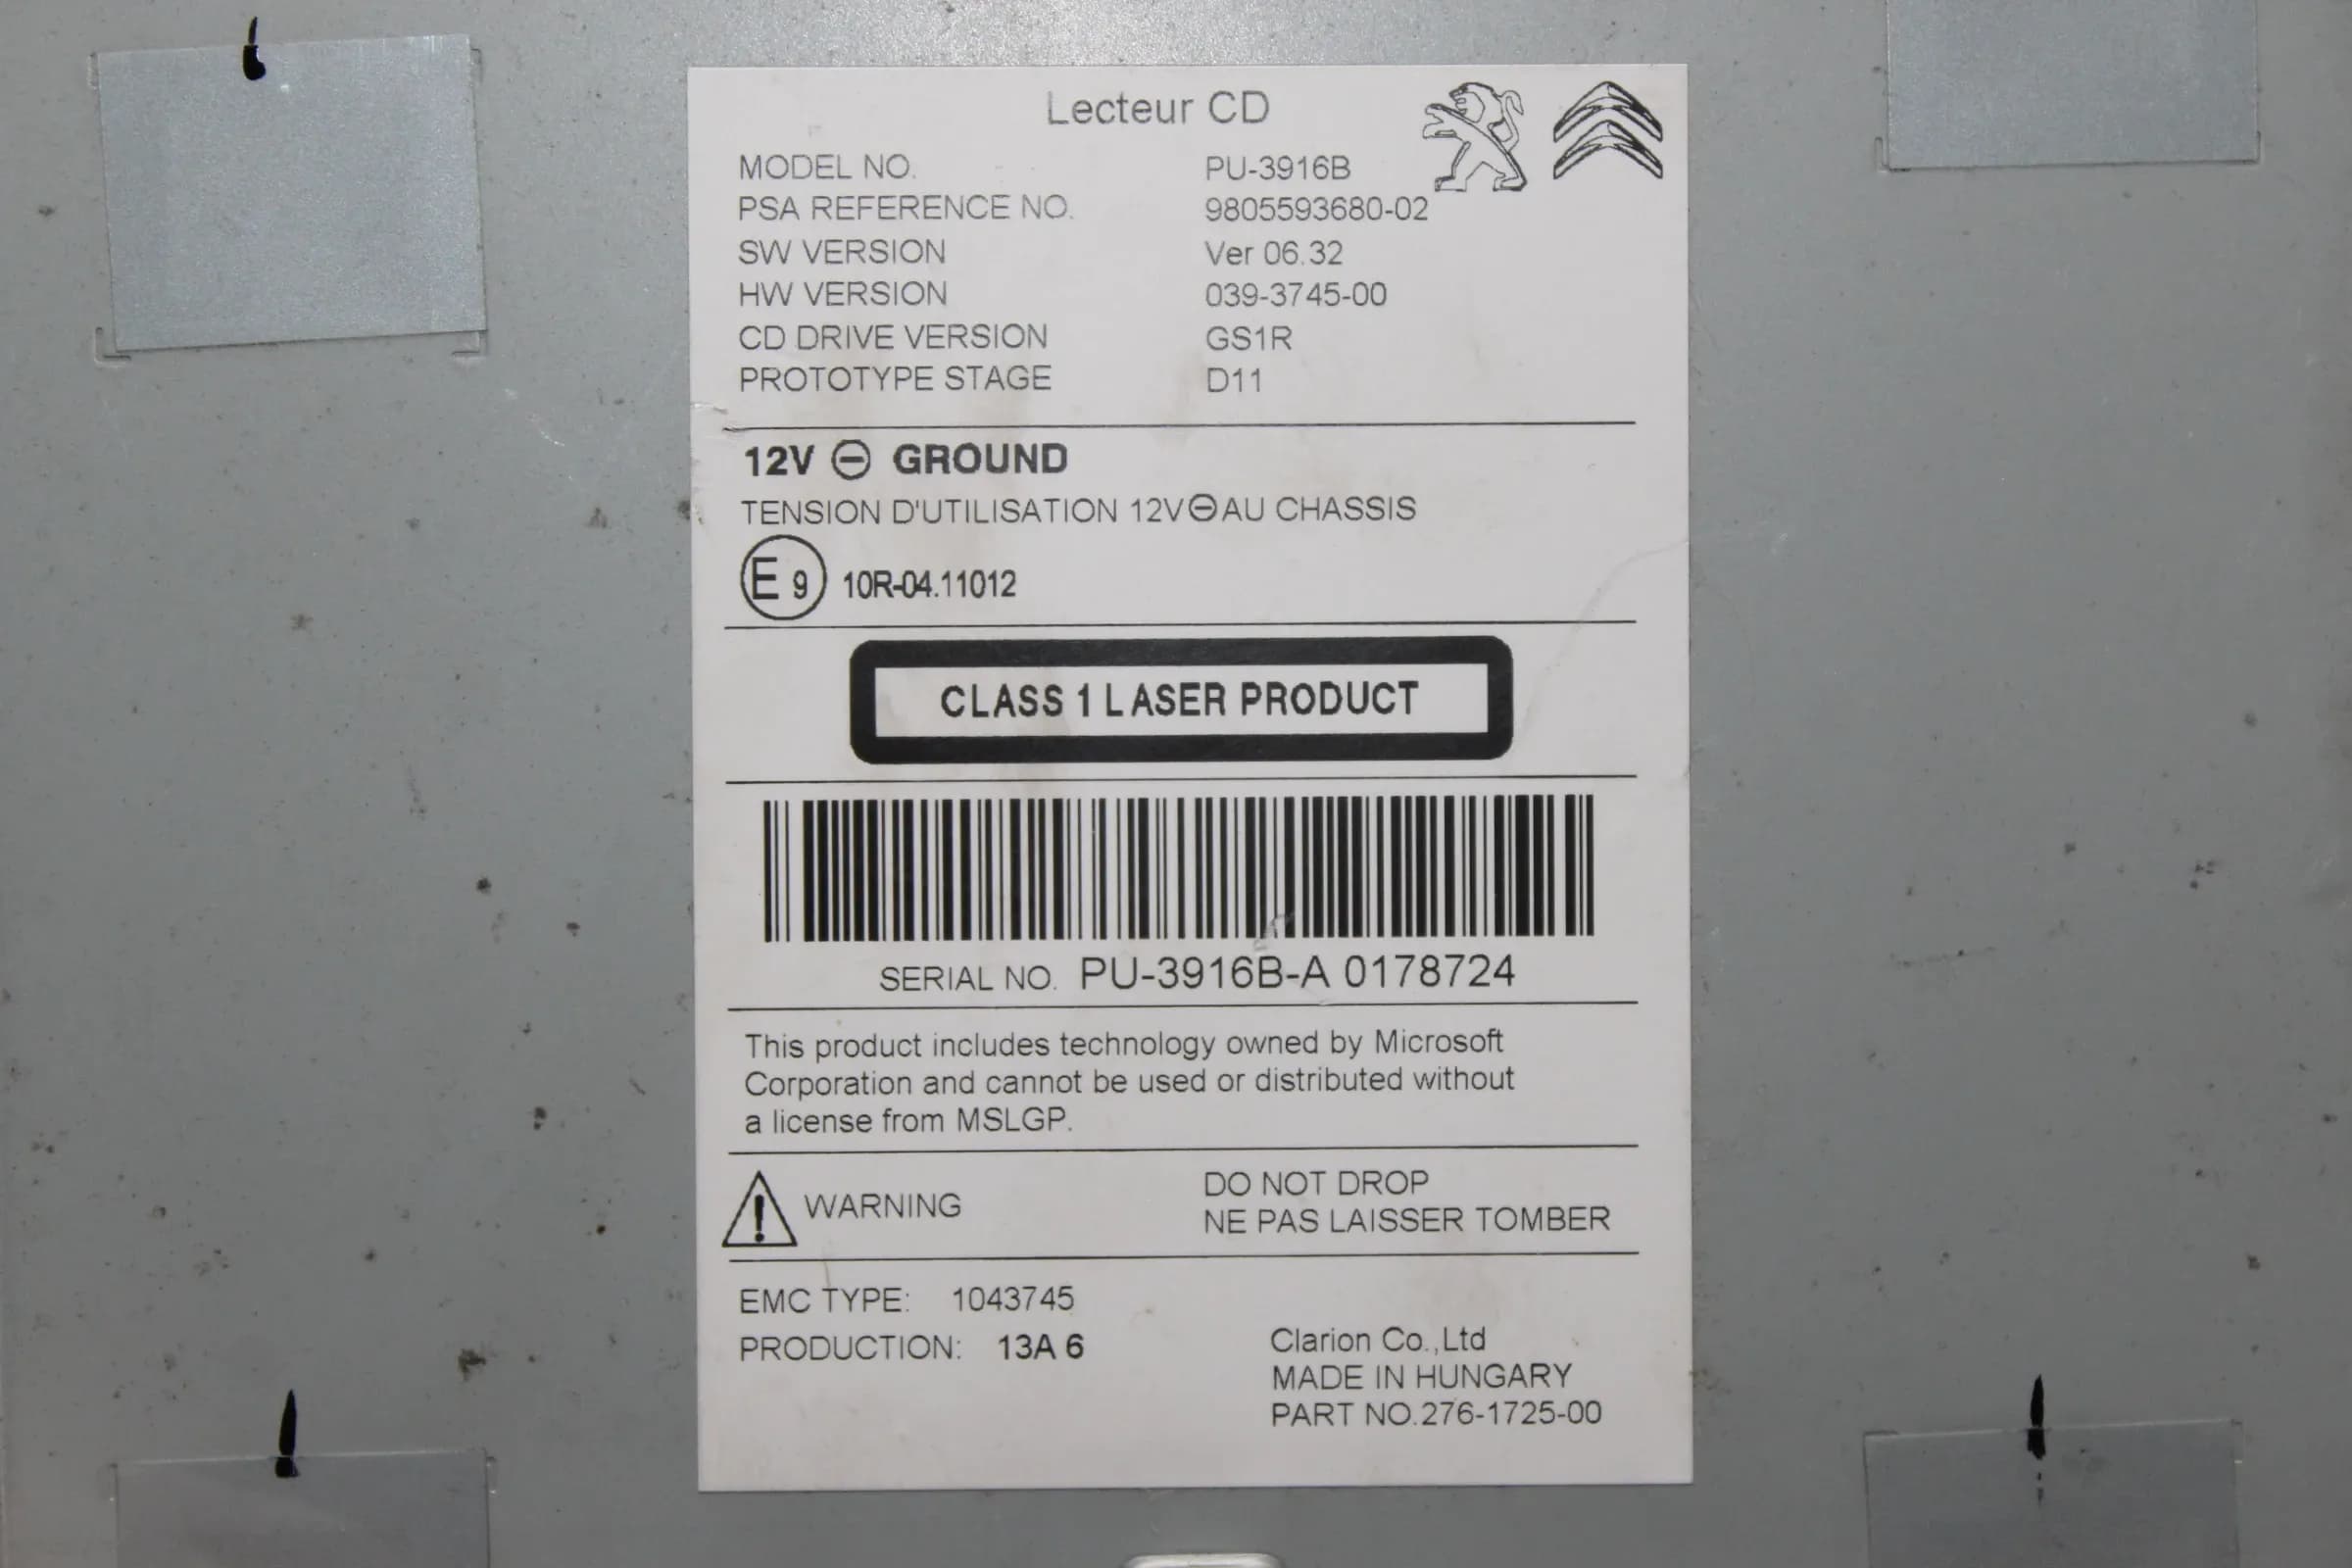 Lecteur CD
MODEL NO. PU-3916B
PSA REFERENCE NO. 9805593680-02
SW VERSION Ver 06.32
HW VERSION 039-3745-00
CD DRIVE VERSION GS1R
PROTOTYPE STAGE D11
12V ⊖ GROUND
TENSION D'UTILISATION 12V⊖AU CHASSIS
E9 10R-04.11012
CLASS 1 LASER PRODUCT
SERIAL NO. PU-3916B-A 0178724
This product includes technology owned by Microsoft
Corporation and cannot be used or distributed without
a license from MSLGP.
WARNING
DO NOT DROP
NE PAS LAISSER TOMBER
EMC TYPE: 1043745
PRODUCTION: 13A 6
Clarion Co.,Ltd
MADE IN HUNGARY
PART NO.276-1725-00